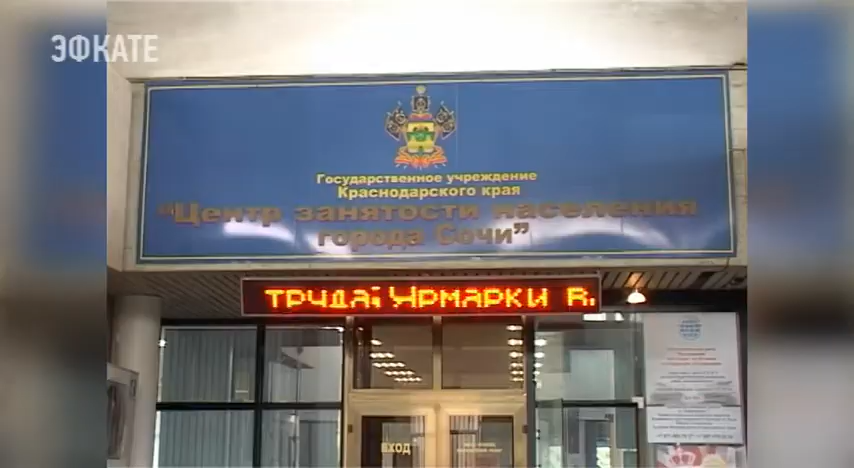 ЭФКАТЕ
Государственное учреждение
Краснодарского края
"Центр занятости населения
города Сочи"
труда; Ярмарки в.
ВХОД